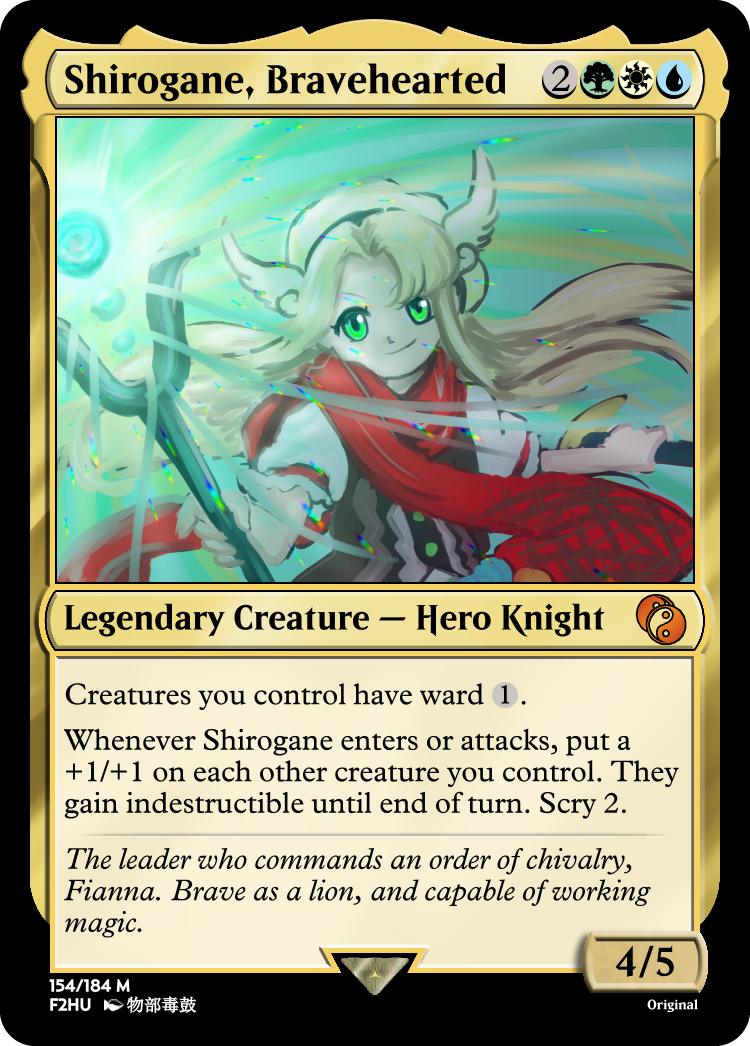 Shirogane, Bravehearted 2
Legendary Creature — Hero Knight
Creatures you control have ward 1.
Whenever Shirogane enters or attacks, put a
+1/+1 on each other creature you control. They
gain indestructible until end of turn. Scry 2.
The leader who commands an order of chivalry,
Fianna. Brave as a lion, and capable of working
magic.
4/5
154/184 M
F2HU 物部毒鼓
Original